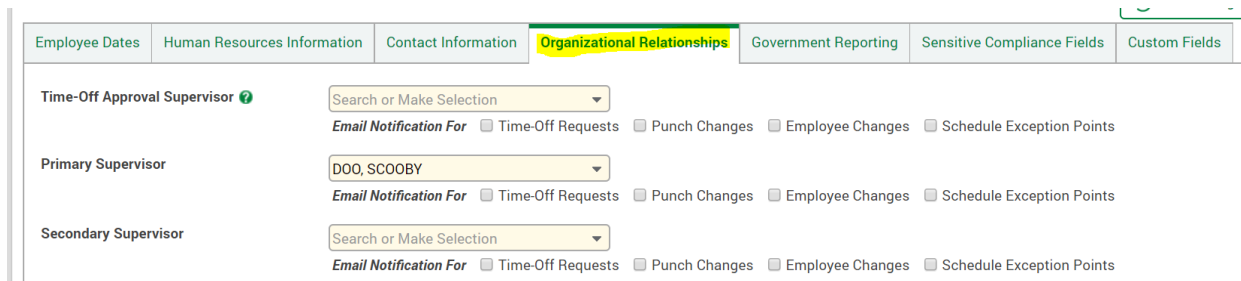 Employee Dates Human Resources Information Contact Information Organizational Relationships Government Reporting Sensitive Compliance Fields Custom Fields
Time-Off Approval Supervisor ? Search or Make Selection
Email Notification For Time-Off Requests Punch Changes Employee Changes Schedule Exception Points
Primary Supervisor DOO, SCOOBY
Email Notification For Time-Off Requests Punch Changes Employee Changes Schedule Exception Points
Secondary Supervisor Search or Make Selection
Email Notification For Time-Off Requests Punch Changes Employee Changes Schedule Exception Points